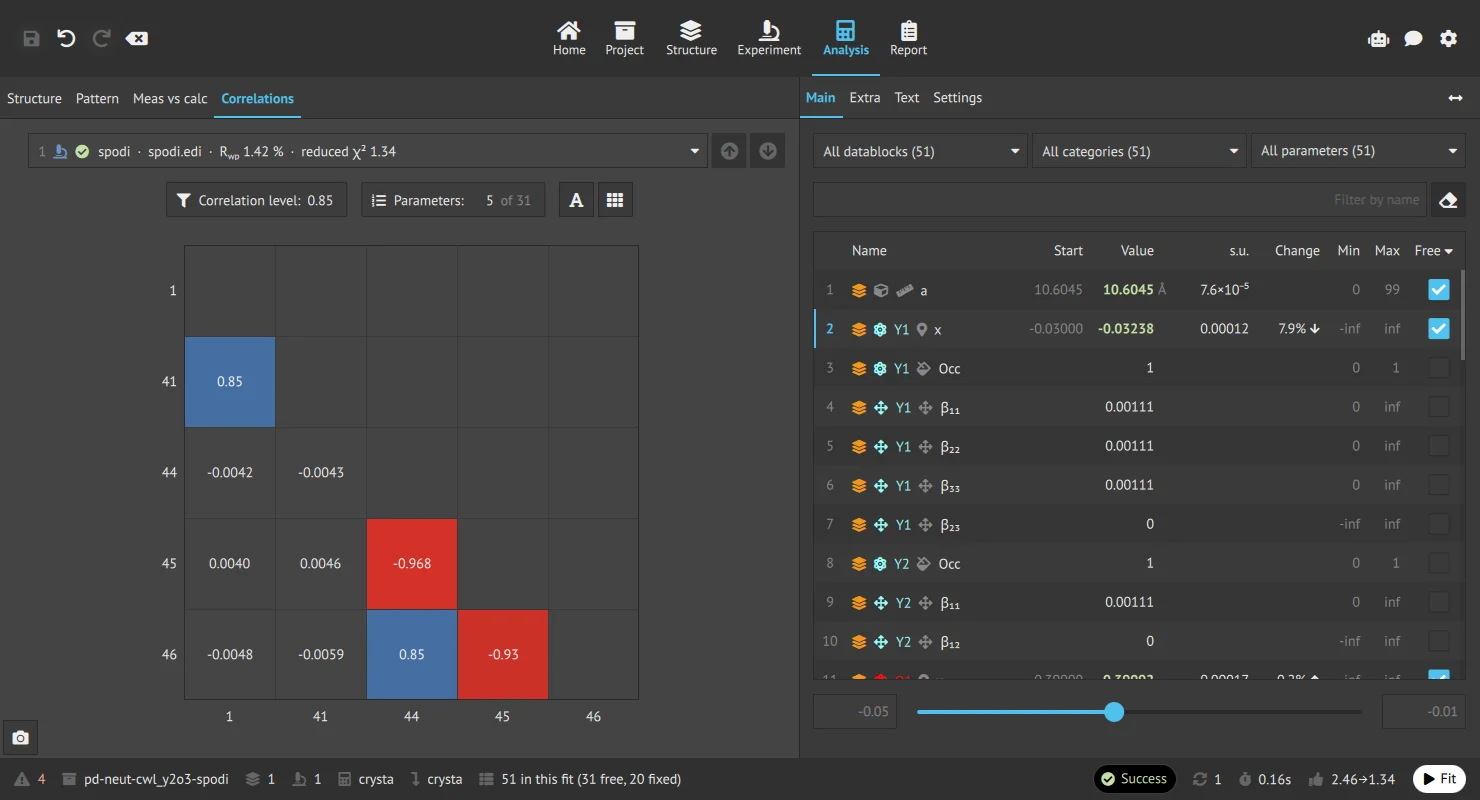 Home Project Structure Experiment Analysis Report
Structure Pattern Meas vs calc Correlations
Main Extra Text Settings
1 spodi · spodi.edi · Rwp 1.42 % · reduced χ² 1.34
All datablocks (51) All categories (51) All parameters (51)
Correlation level: 0.85 Parameters: 5 of 31 A
Filter by name
1
41 0.85
44 -0.0042 -0.0043
45 0.0040 0.0046 -0.968
46 -0.0048 -0.0059 0.85 -0.93
1 41 44 45 46
Name Start Value s.u. Change Min Max Free
1 a 10.6045 10.6045 Å 7.6×10⁻⁵ 0 99
2 Y1 x -0.03000 -0.03238 0.00012 7.9% ↓ -inf inf
3 Y1 Occ 1 0 1
4 Y1 β₁₁ 0.00111 0 inf
5 Y1 β₂₂ 0.00111 0 inf
6 Y1 β₃₃ 0.00111 0 inf
7 Y1 β₂₃ 0 -inf inf
8 Y2 Occ 1 0 1
9 Y2 β₁₁ 0.00111 0 inf
10 Y2 β₁₂ 0 -inf inf
-0.05 -0.01
4 pd-neut-cwl_y2o3-spodi 1 1 crysta crysta 51 in this fit (31 free, 20 fixed)
Success 1 0.16s 2.46→1.34 Fit